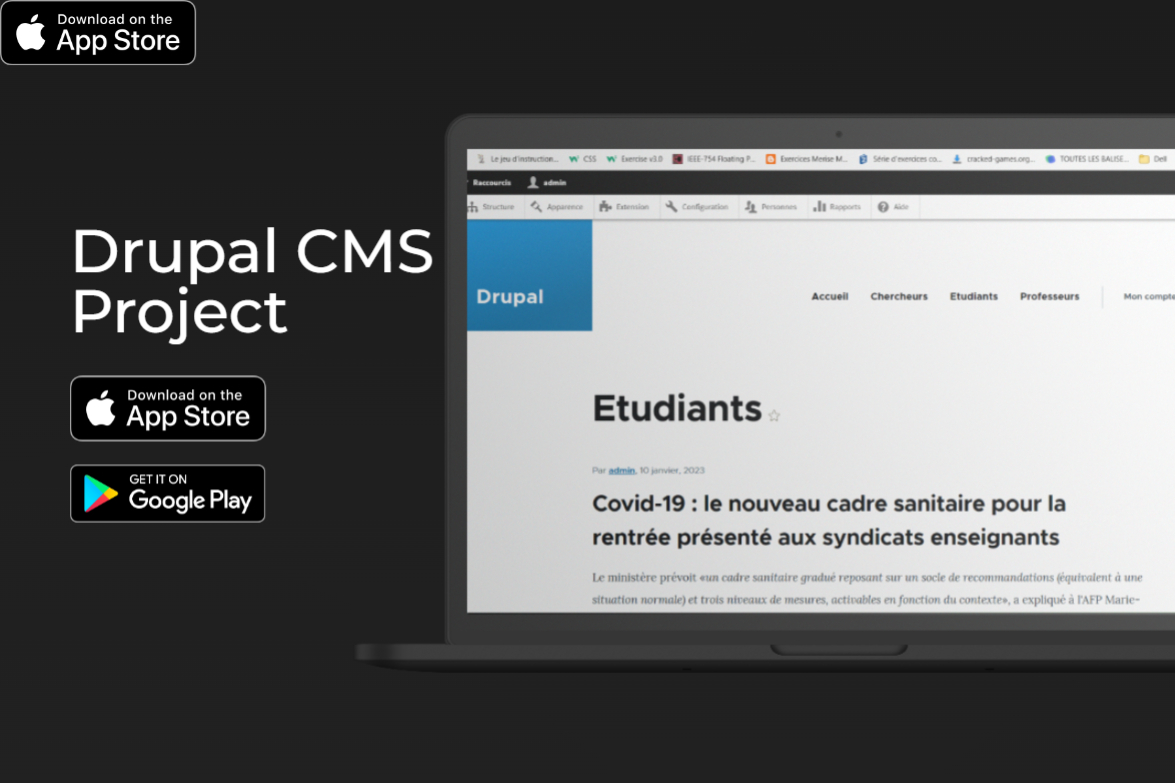 Download on the
App Store
Drupal CMS
Project
Download on the
App Store
GET IT ON
Google Play
Le jeu d'instruction... CSS Exercise v3.0 IEEE-754 Floating P... Exercices Merise M... Série d'exercices co... cracked-games.org... TOUTES LES BALISE... Dell
Raccourcis admin
Structure Apparence Extension Configuration Personnes Rapports Aide
Drupal
Accueil Chercheurs Etudiants Professeurs Mon compte
Etudiants
Par admin, 10 janvier, 2023
Covid-19 : le nouveau cadre sanitaire pour la
rentrée présenté aux syndicats enseignants
Le ministère prévoit «un cadre sanitaire gradué reposant sur un socle de recommandations (équivalent à une
situation normale) et trois niveaux de mesures, activables en fonction du contexte», a expliqué à l'AFP Marie-